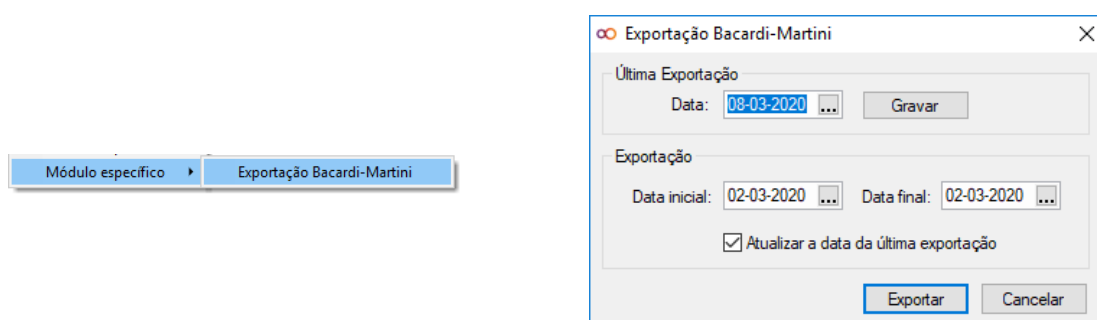 Módulo específico Exportação Bacardi-Martini
Exportação Bacardi-Martini
Última Exportação
Data: 08-03-2020 ... Gravar
Exportação
Data inicial: 02-03-2020 ... Data final: 02-03-2020 ...
Atualizar a data da última exportação
Exportar Cancelar